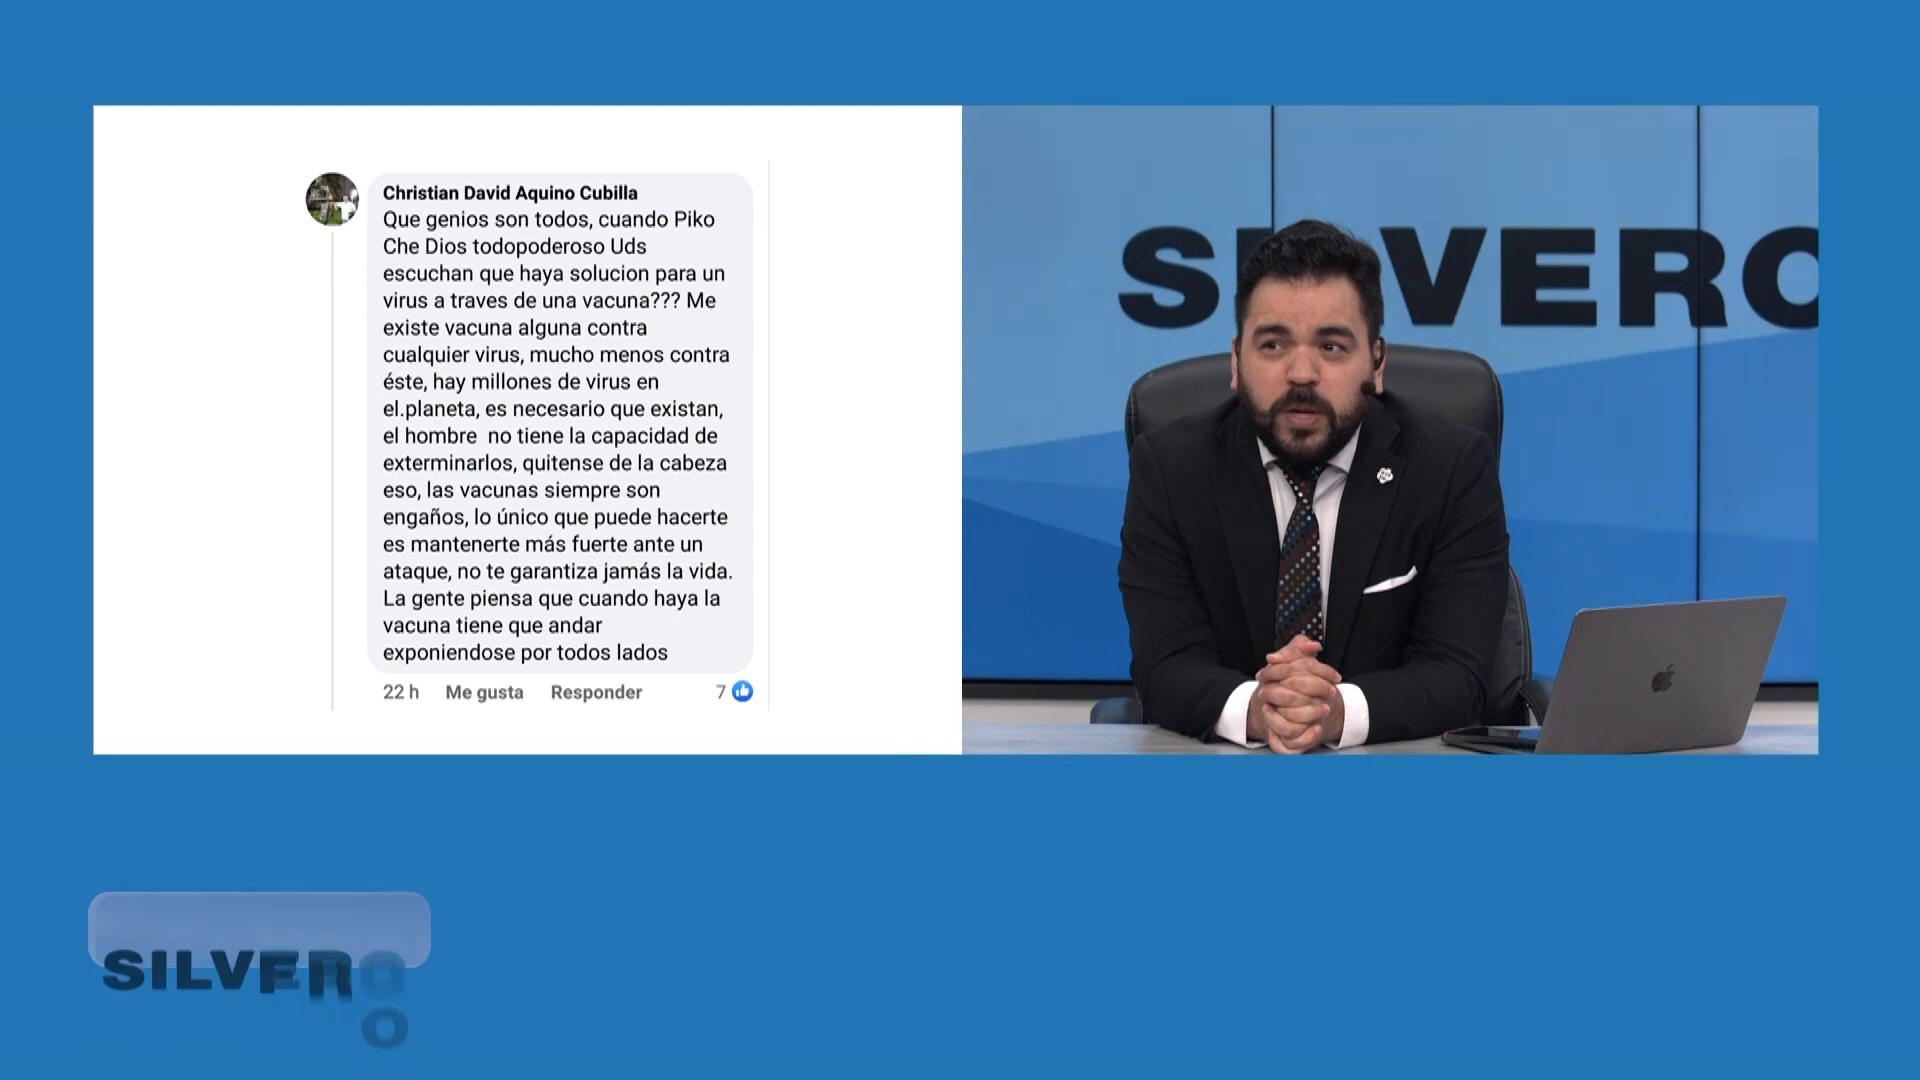 Christian David Aquino Cubilla
Que genios son todos, cuando Piko
Che Dios todopoderoso Uds
escuchan que haya solucion para un
virus a traves de una vacuna??? Me
existe vacuna alguna contra
cualquier virus, mucho menos contra
éste, hay millones de virus en
el.planeta, es necesario que existan,
el hombre  no tiene la capacidad de
exterminarlos, quitense de la cabeza
eso, las vacunas siempre son
engaños, lo único que puede hacerte
es mantenerte más fuerte ante un
ataque, no te garantiza jamás la vida.
La gente piensa que cuando haya la
vacuna tiene que andar
exponiendose por todos lados
22 h Me gusta Responder 7
SILVERO
SILVERO